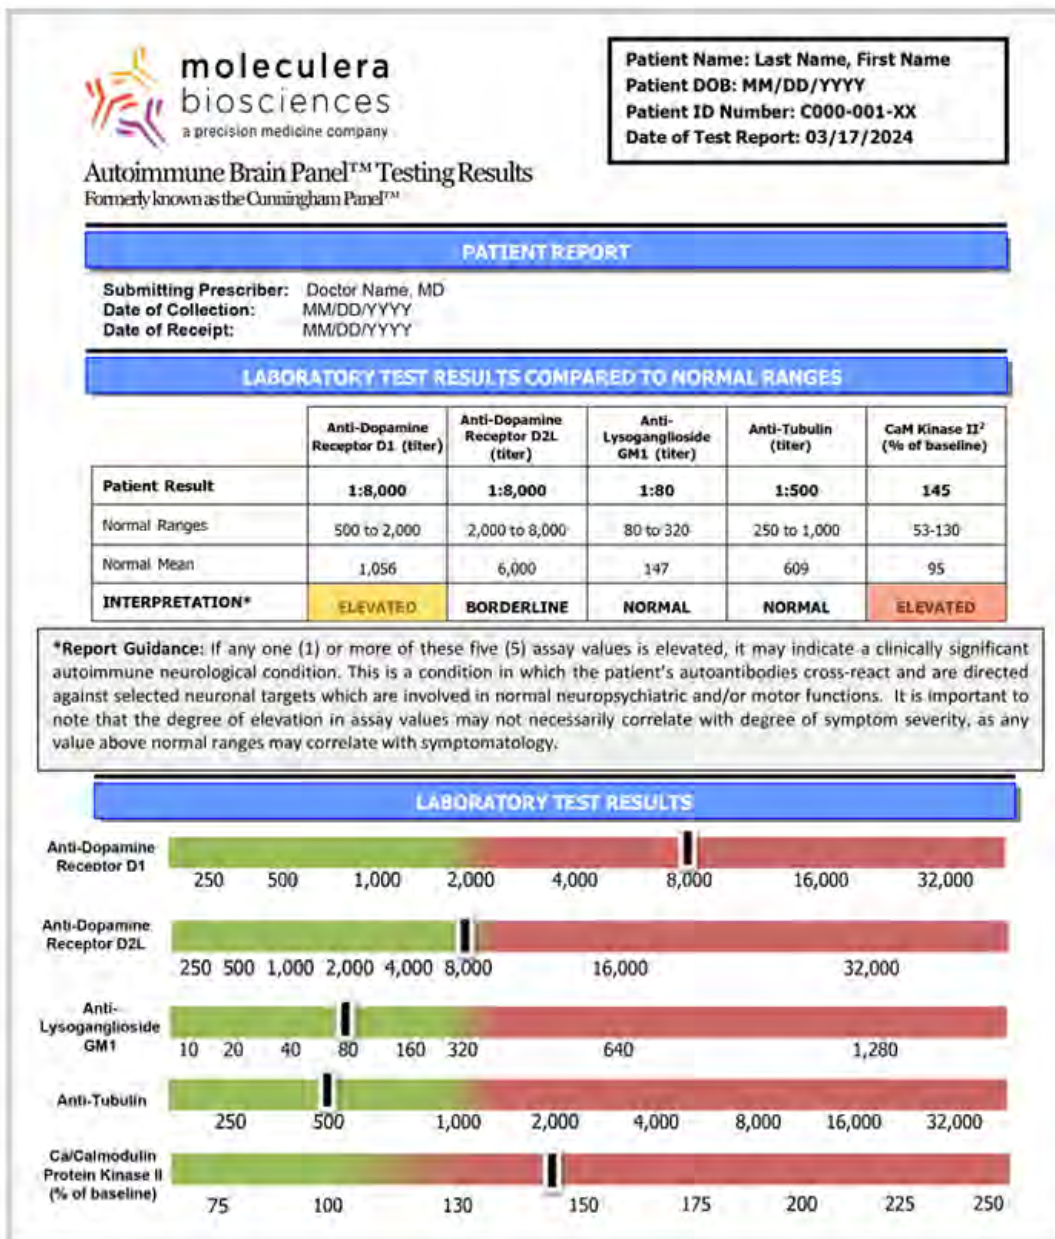 moleculera
biosciences
a precision medicine company
Patient Name: Last Name, First Name
Patient DOB: MM/DD/YYYY
Patient ID Number: C000-001-XX
Date of Test Report: 03/17/2024
Autoimmune Brain Panel™ Testing Results
Formerly known as the Cunningham Panel™
PATIENT REPORT
Submitting Prescriber: Doctor Name, MD
Date of Collection: MM/DD/YYYY
Date of Receipt: MM/DD/YYYY
LABORATORY TEST RESULTS COMPARED TO NORMAL RANGES
Anti-Dopamine Receptor D1 (titer) Anti-Dopamine Receptor D2L (titer) Anti-Lysoganglioside GM1 (titer) Anti-Tubulin (titer) CaM Kinase II² (% of baseline)
Patient Result 1:8,000 1:8,000 1:80 1:500 145
Normal Ranges 500 to 2,000 2,000 to 8,000 80 to 320 250 to 1,000 53-130
Normal Mean 1,056 6,000 147 609 95
INTERPRETATION* ELEVATED BORDERLINE NORMAL NORMAL ELEVATED
*Report Guidance: If any one (1) or more of these five (5) assay values is elevated, it may indicate a clinically significant
autoimmune neurological condition. This is a condition in which the patient's autoantibodies cross-react and are directed
against selected neuronal targets which are involved in normal neuropsychiatric and/or motor functions. It is important to
note that the degree of elevation in assay values may not necessarily correlate with degree of symptom severity, as any
value above normal ranges may correlate with symptomatology.
LABORATORY TEST RESULTS
Anti-Dopamine
Receptor D1
250 500 1,000 2,000 4,000 8,000 16,000 32,000
Anti-Dopamine
Receptor D2L
250 500 1,000 2,000 4,000 8,000 16,000 32,000
Anti-
Lysoganglioside
GM1
10 20 40 80 160 320 640 1,280
Anti-Tubulin
250 500 1,000 2,000 4,000 8,000 16,000 32,000
Ca/Calmodulin
Protein Kinase II
(% of baseline)
75 100 130 150 175 200 225 250